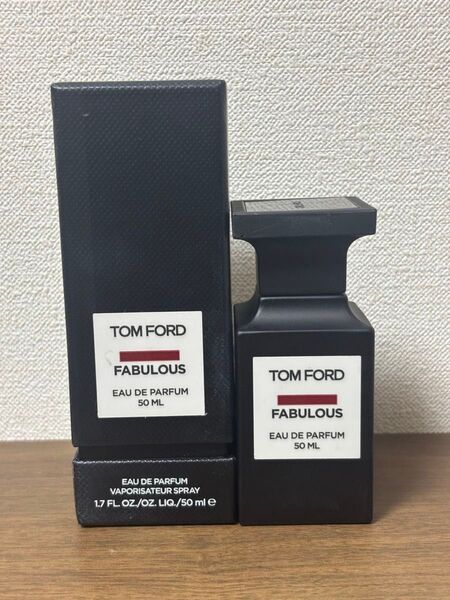 TOM FORD
FABULOUS
EAU DE PARFUM
50 ML
EAU DE PARFUM
VAPORISATEUR SPRAY
1.7 FL. OZ./OZ. LIQ./50 ml e
TOM FORD
FABULOUS
EAU DE PARFUM
50 ML